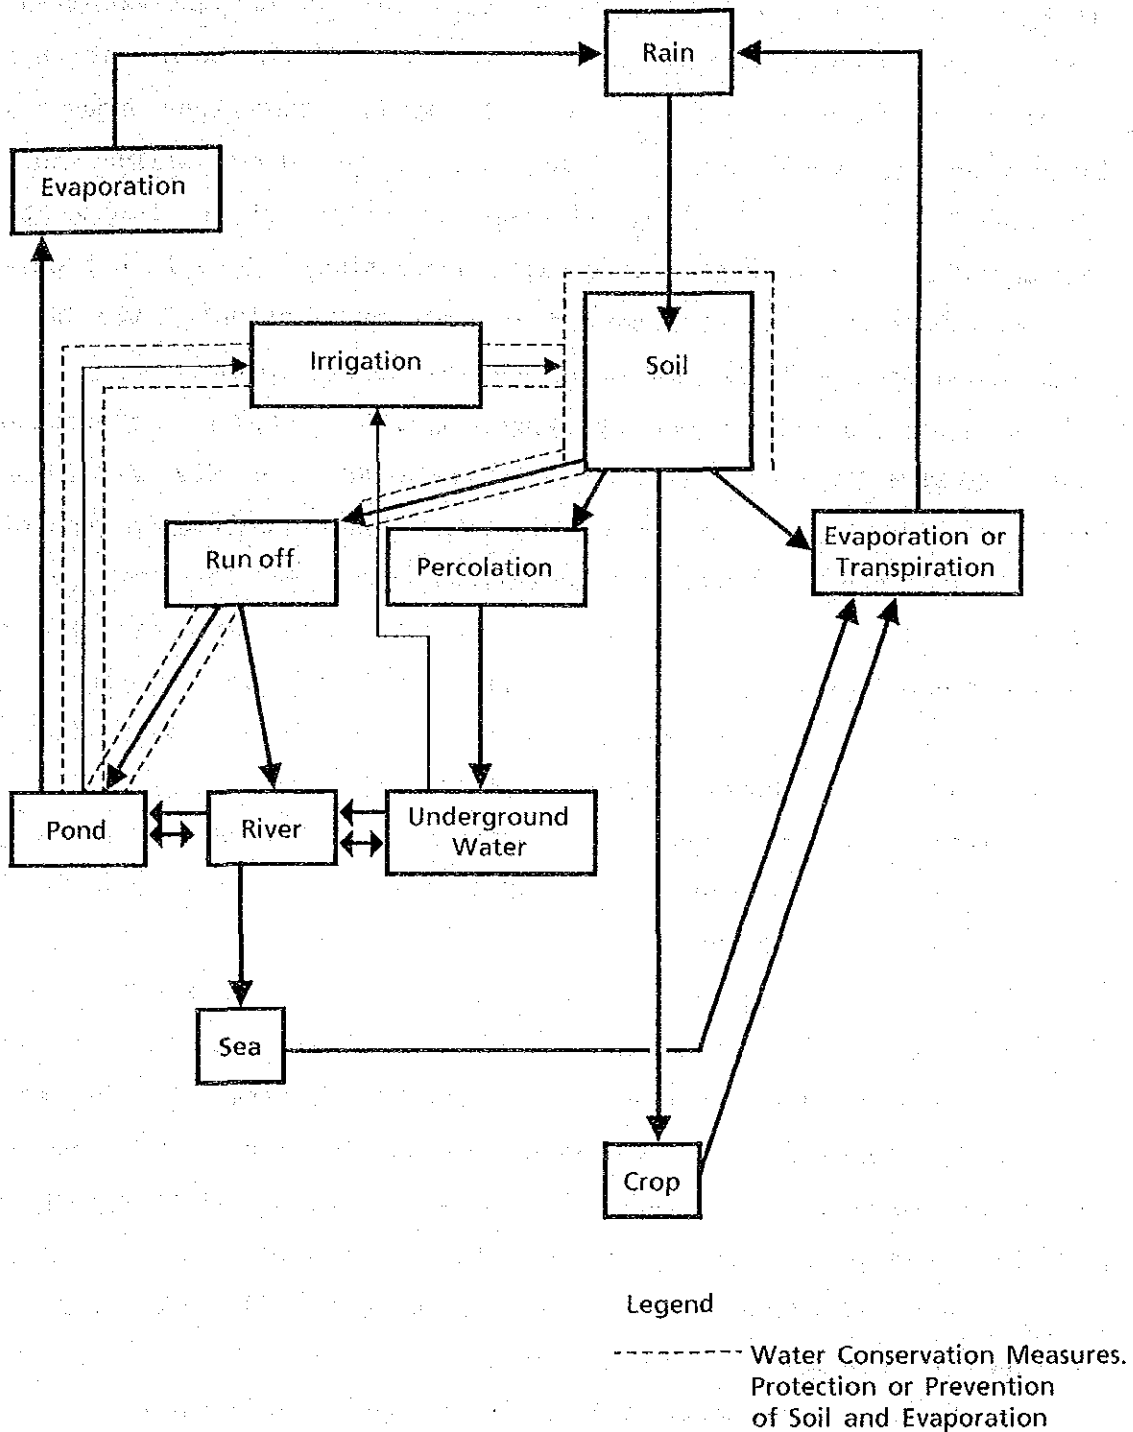 Rain
Evaporation
Irrigation
Soil
Run off
Percolation
Evaporation or
Transpiration
Pond
River
Underground
Water
Sea
Crop
Legend
Water Conservation Measures.
Protection or Prevention
of Soil and Evaporation